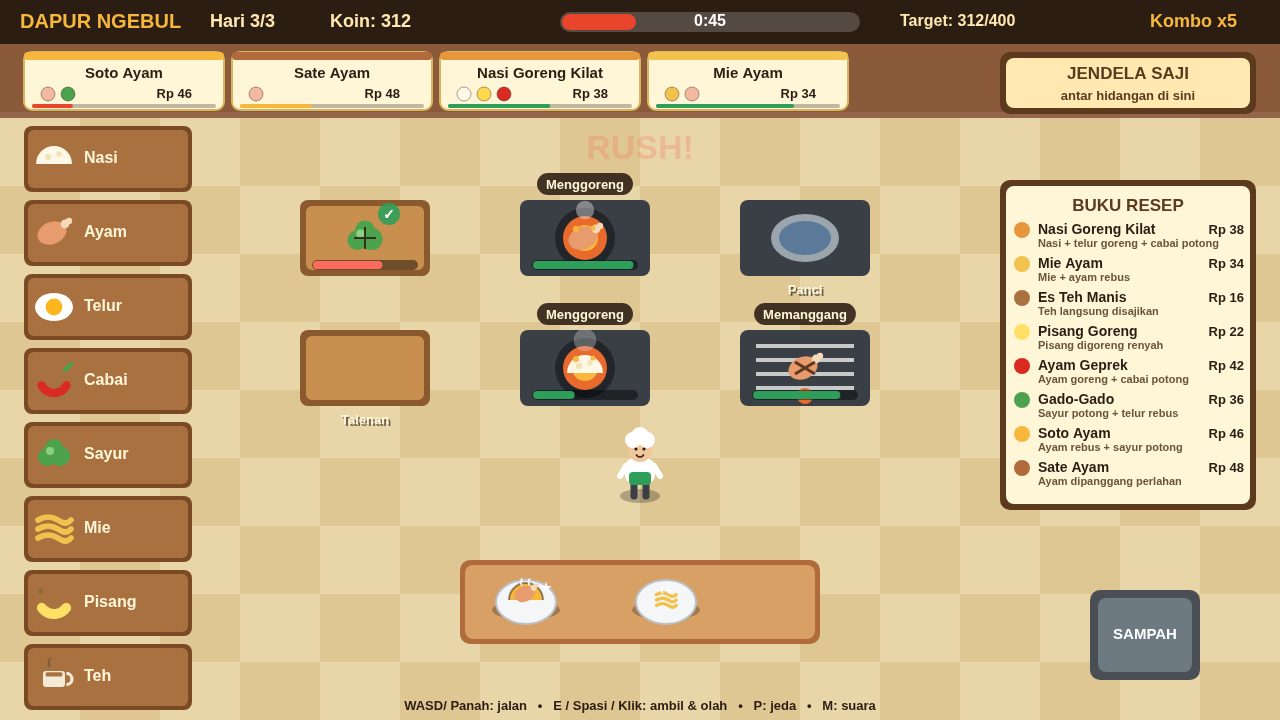 DAPUR NGEBUL Hari 3/3 Koin: 312 0:45 Target: 312/400 Kombo x5
Soto Ayam
Rp 46
Sate Ayam
Rp 48
Nasi Goreng Kilat
Rp 38
Mie Ayam
Rp 34
JENDELA SAJI
antar hidangan di sini
RUSH!
Nasi
Ayam
Telur
Cabai
Sayur
Mie
Pisang
Teh
Menggoreng
Panci
Menggoreng
Memanggang
Talenan
BUKU RESEP
Nasi Goreng Kilat Rp 38
Nasi + telur goreng + cabai potong
Mie Ayam Rp 34
Mie + ayam rebus
Es Teh Manis Rp 16
Teh langsung disajikan
Pisang Goreng Rp 22
Pisang digoreng renyah
Ayam Geprek Rp 42
Ayam goreng + cabai potong
Gado-Gado Rp 36
Sayur potong + telur rebus
Soto Ayam Rp 46
Ayam rebus + sayur potong
Sate Ayam Rp 48
Ayam dipanggang perlahan
SAMPAH
WASD/ Panah: jalan • E / Spasi / Klik: ambil & olah • P: jeda • M: suara